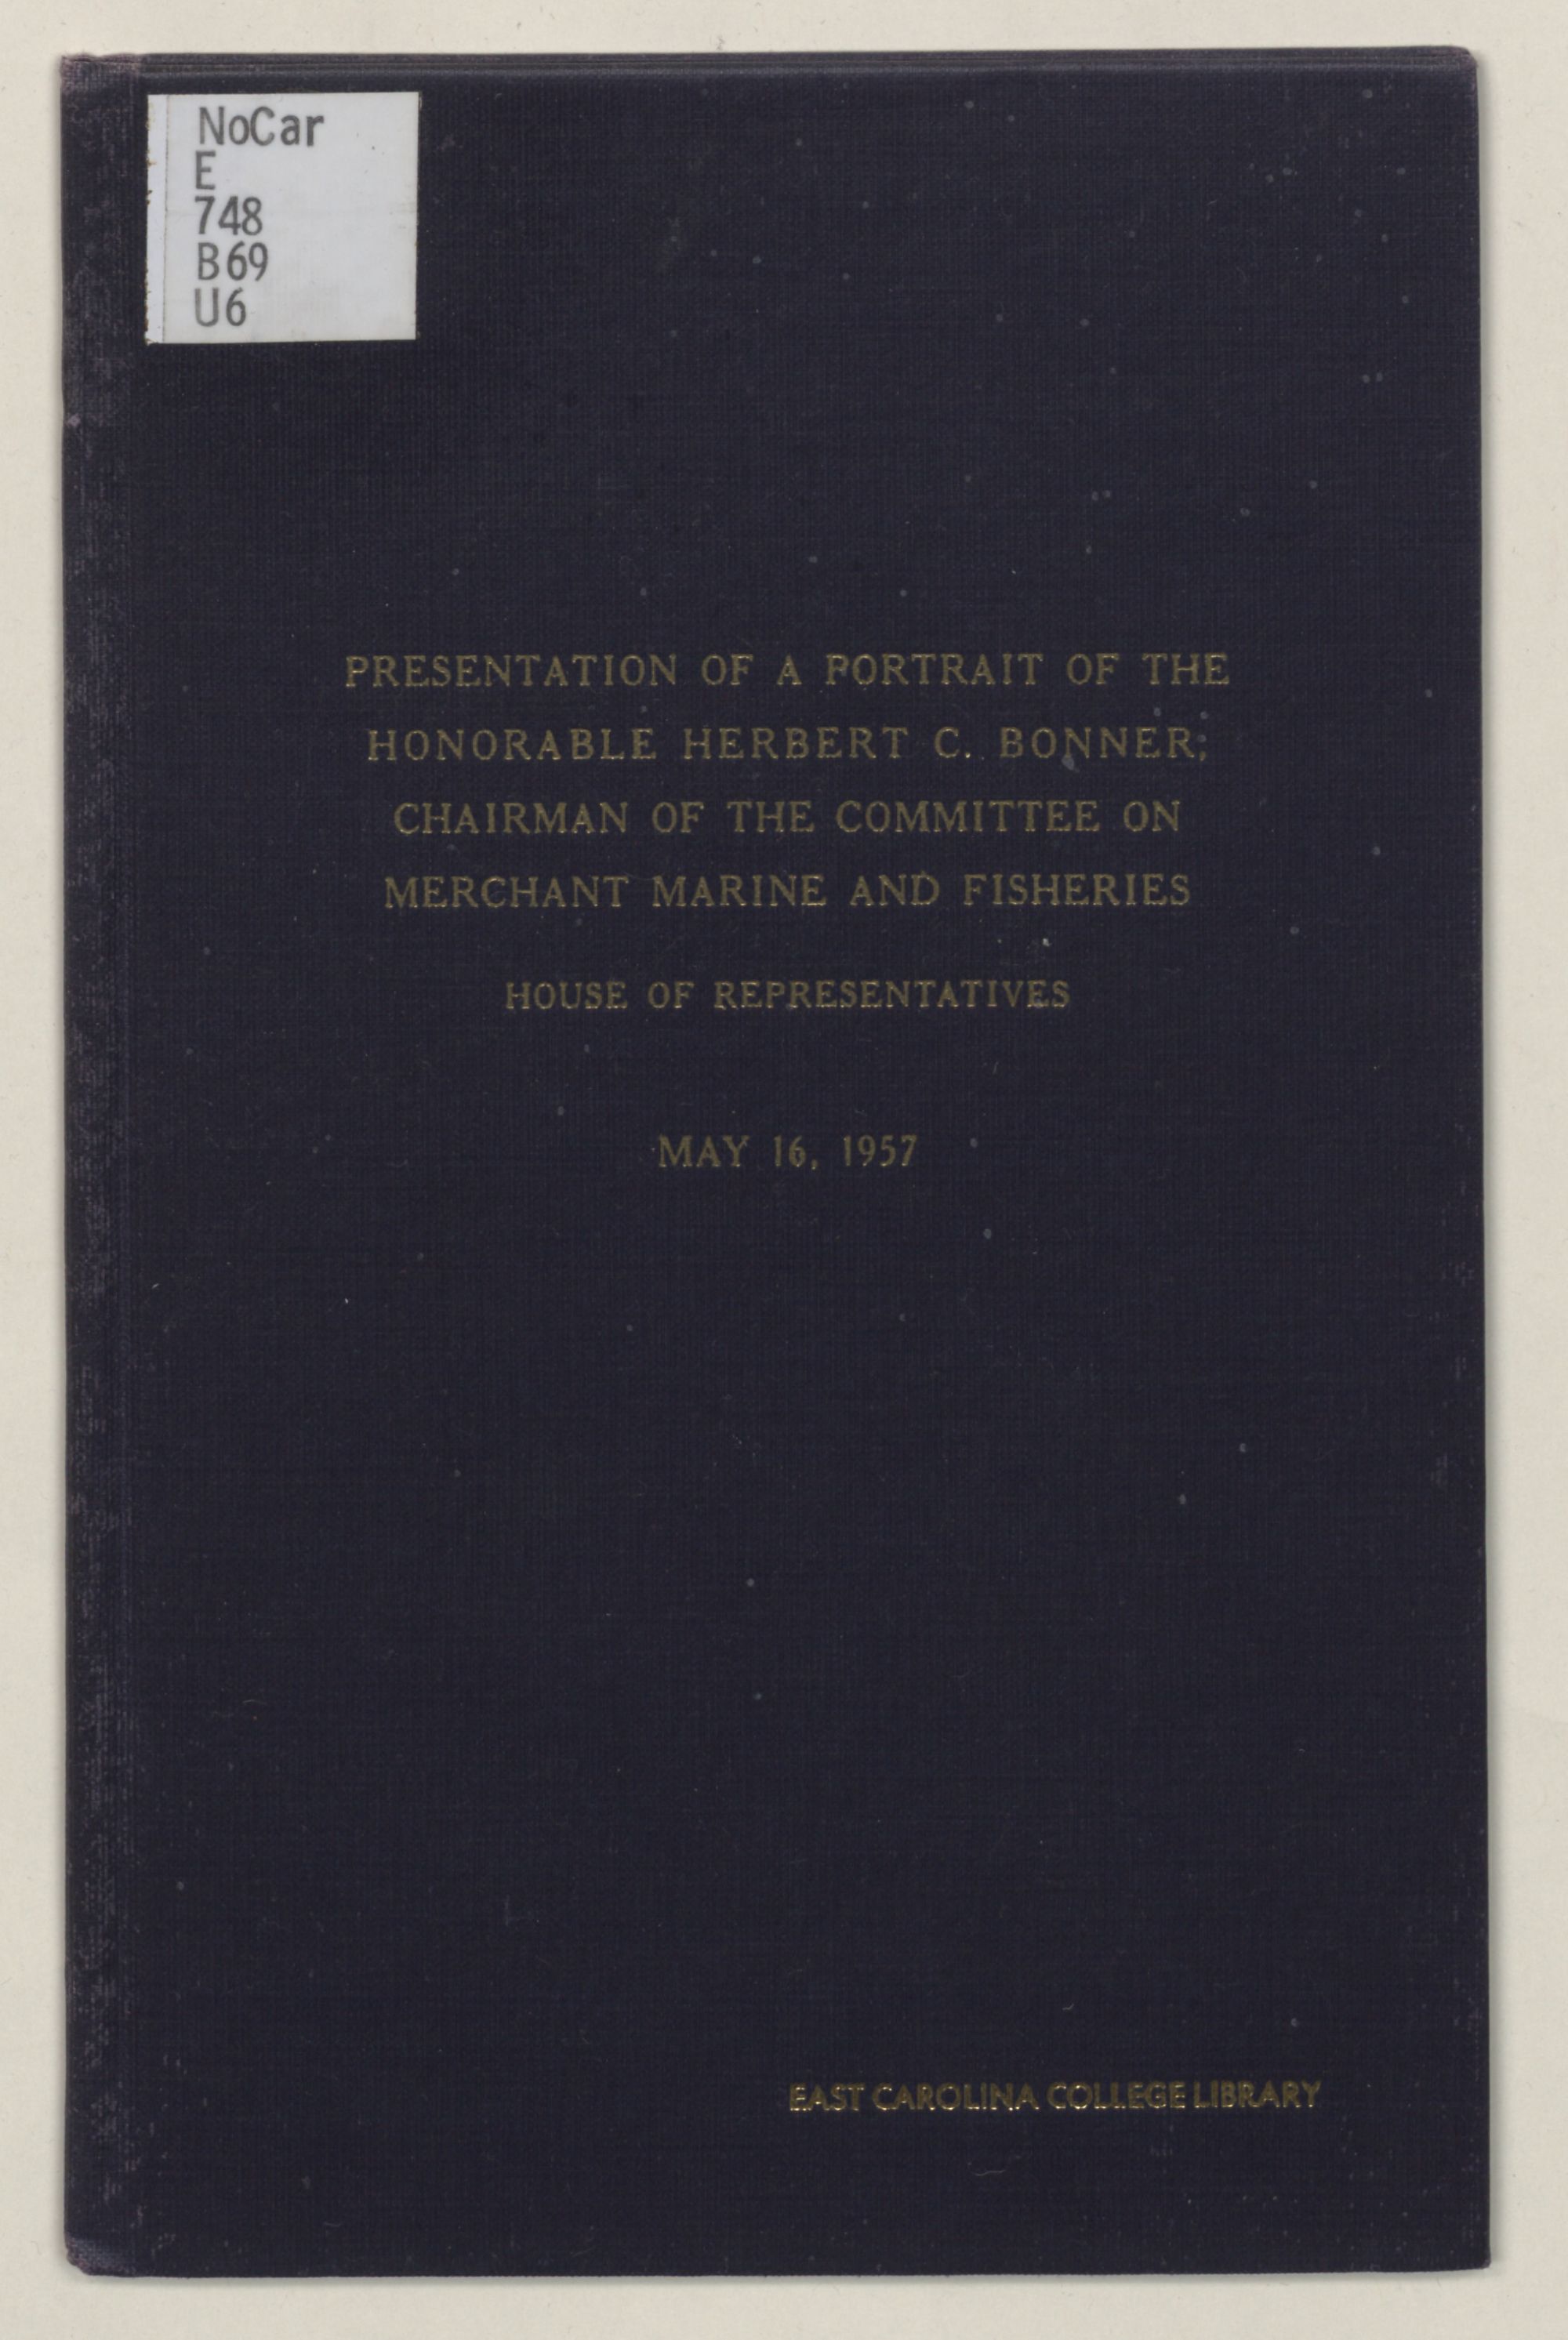 NoCar
E
748
B69
U6
PRESENTATION OF A PORTRAIT OF THE
HONORABLE HERBERT C. BONNER;
CHAIRMAN OF THE COMMITTEE ON
MERCHANT MARINE AND FISHERIES
HOUSE OF REPRESENTATIVES
MAY 16, 1957
EAST CAROLINA COLLEGE LIBRARY